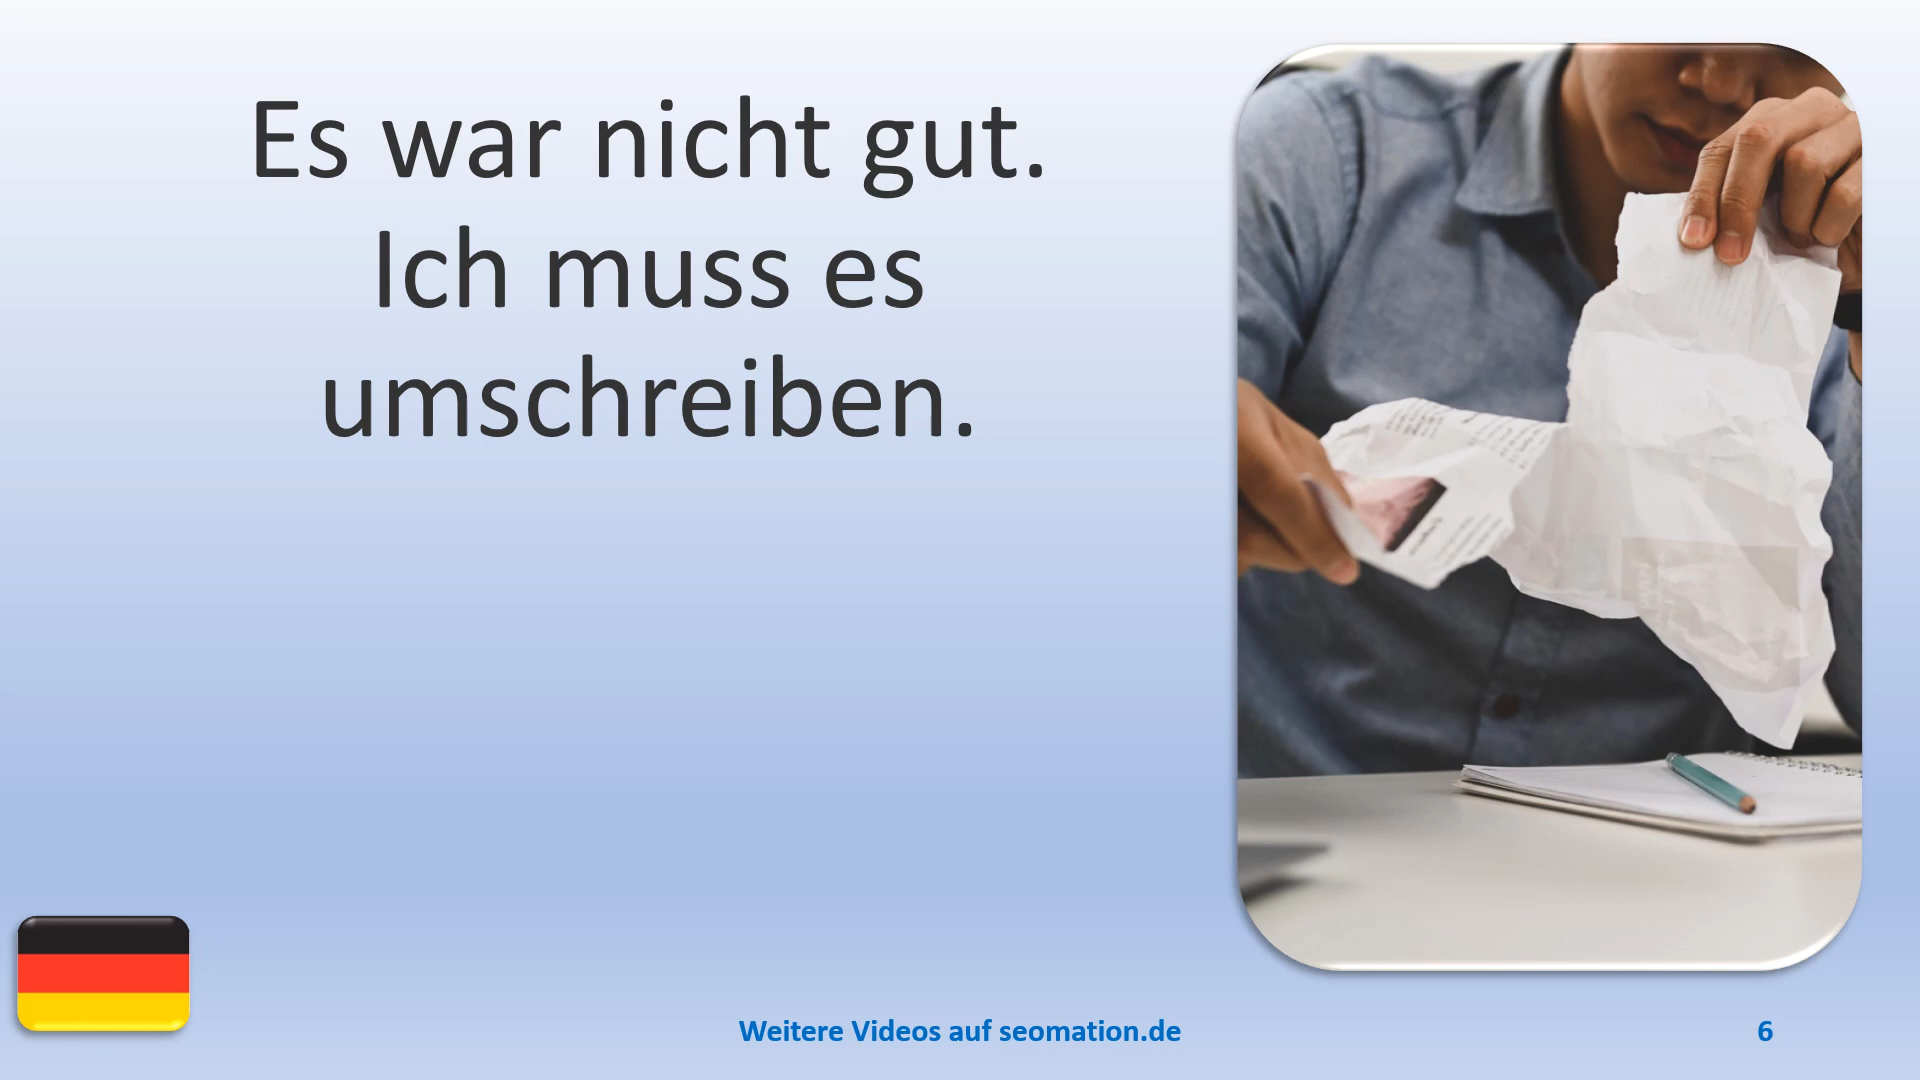 Es war nicht gut.
Ich muss es
umschreiben.
Weitere Videos auf seomation.de
6